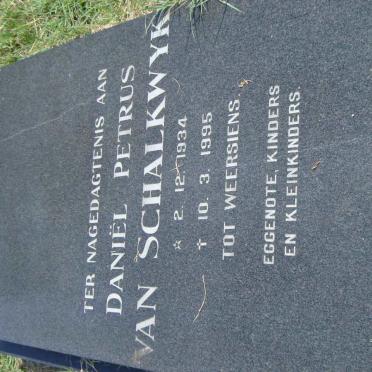 TER NAGEDAGTENIS AAN
DANIËL PETRUS
VAN SCHALKWYK
☆ 2. 12. 1934
✝ 10. 3. 1995
TOT WEERSIENS.
EGGENOTE, KINDERS
EN KLEINKINDERS.